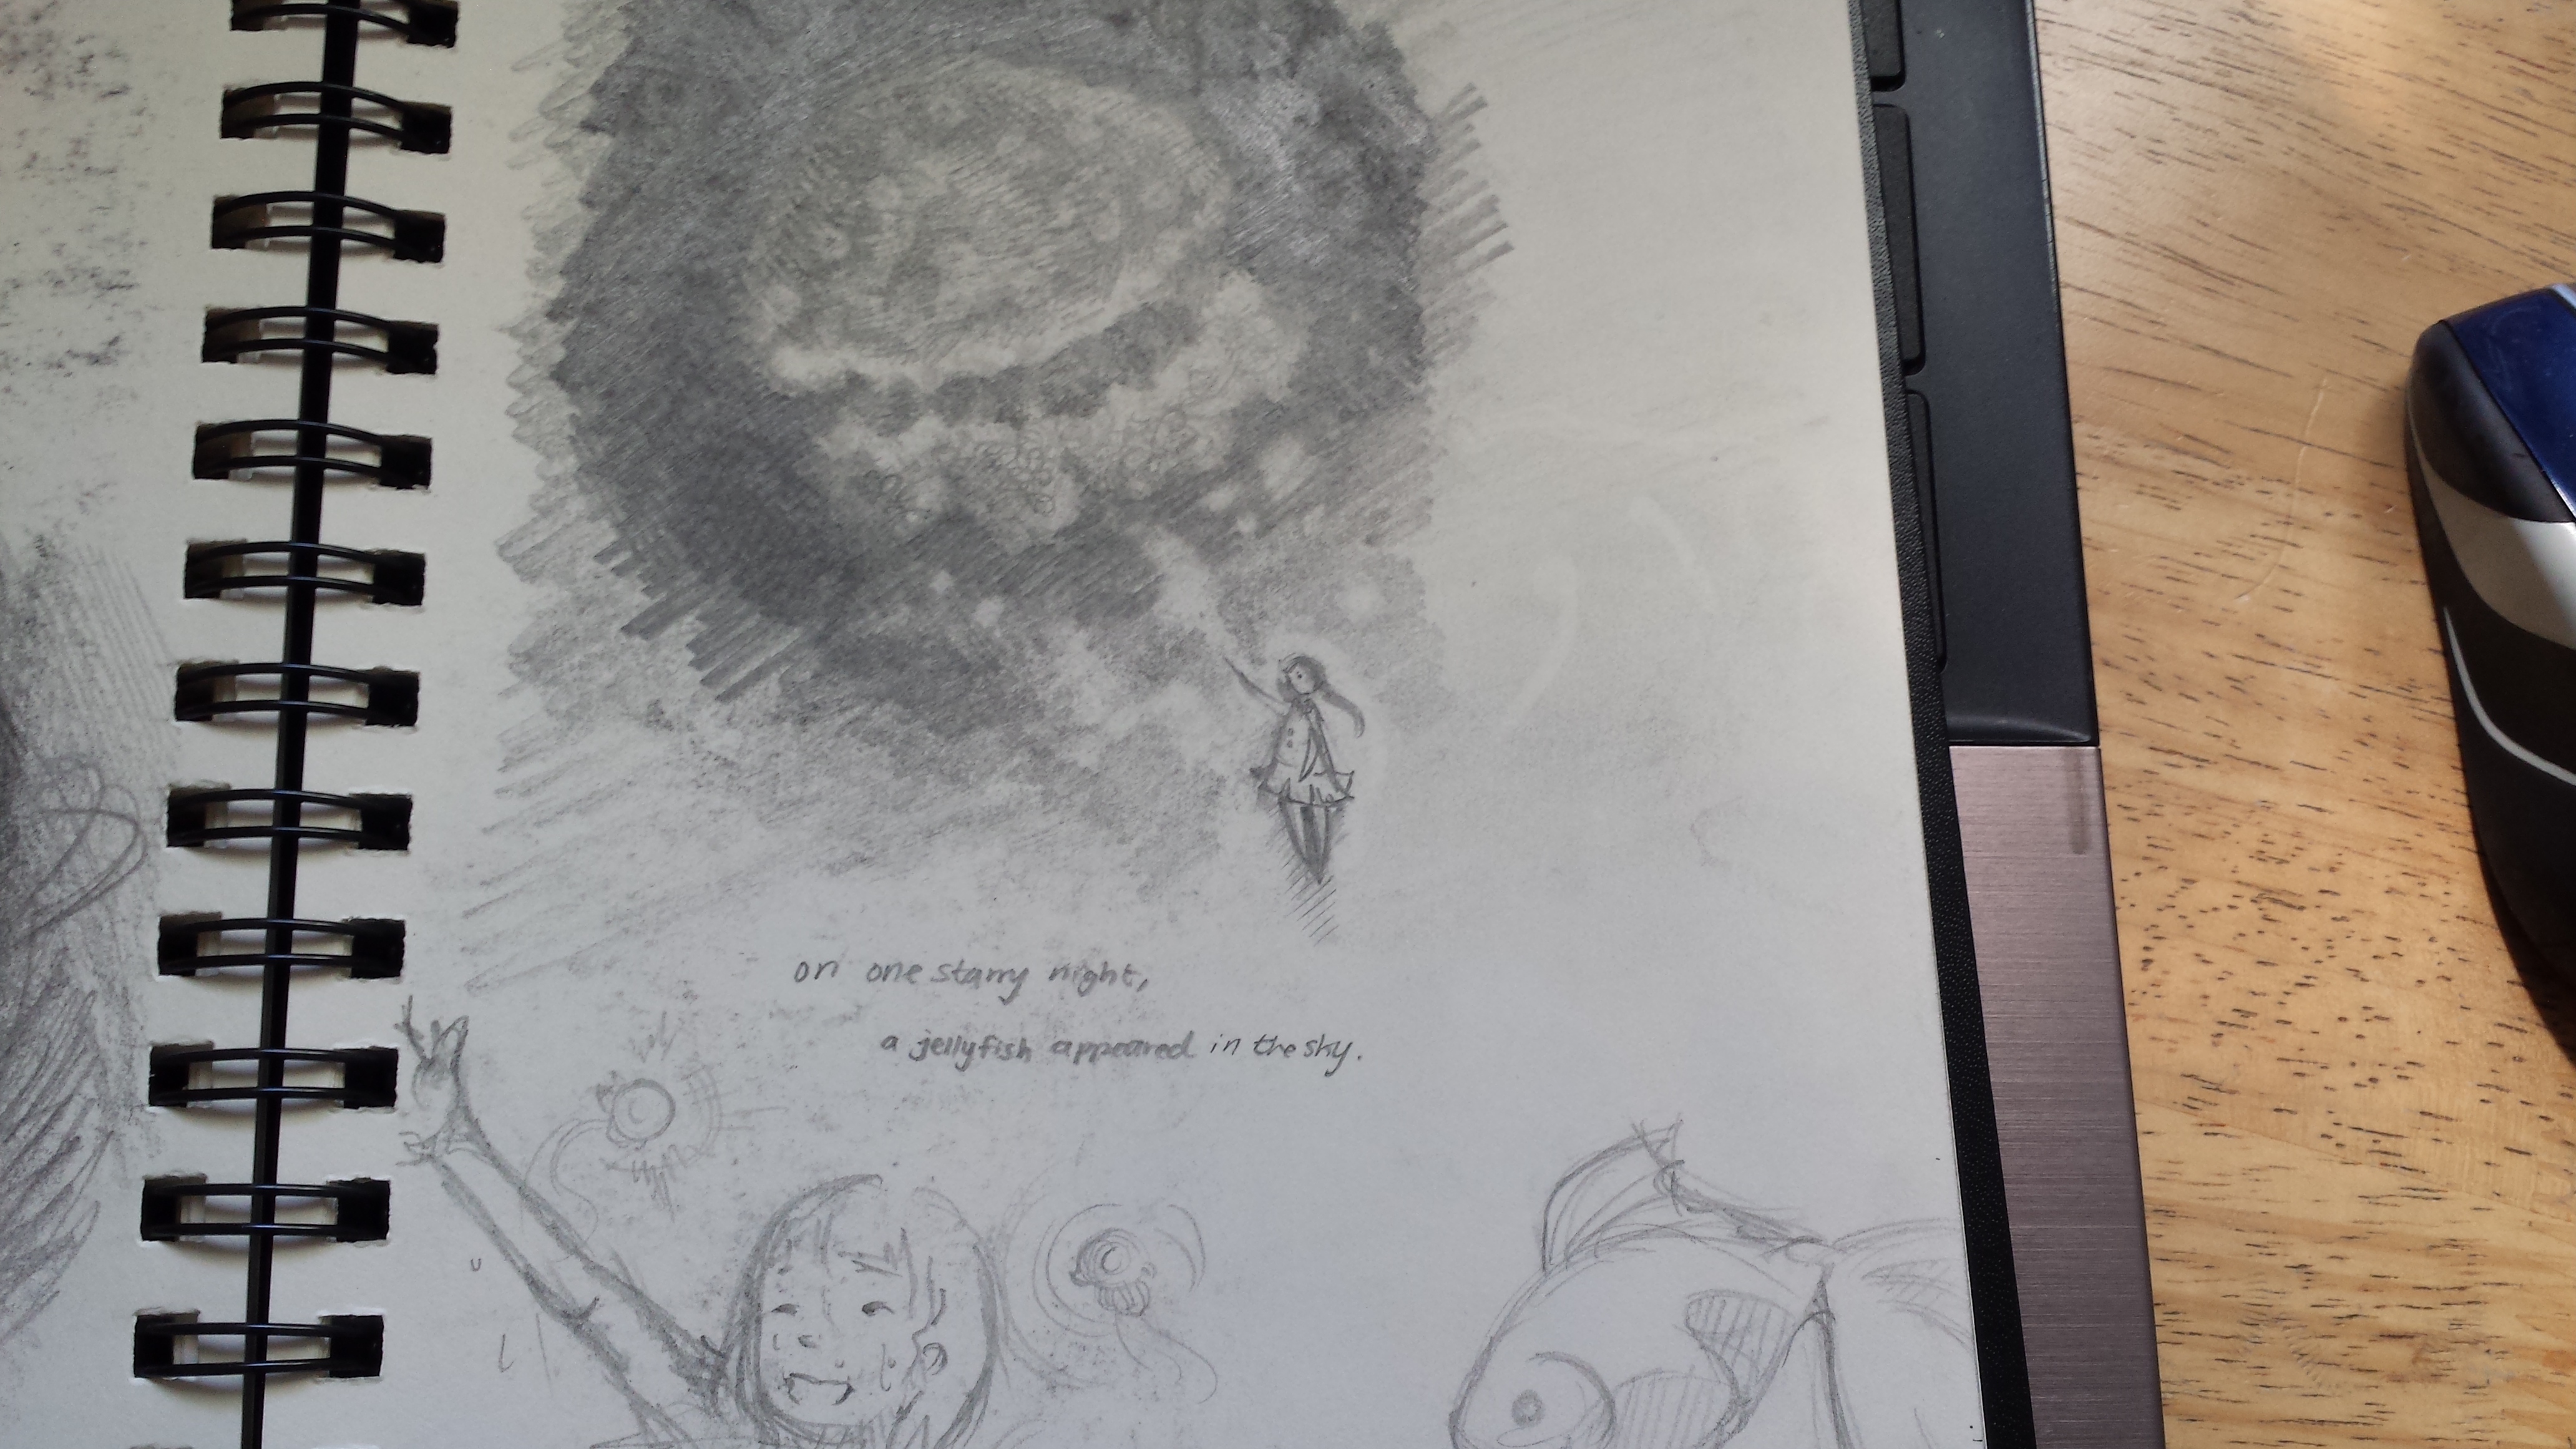 on one starry night,
a jellyfish appeared in the sky.